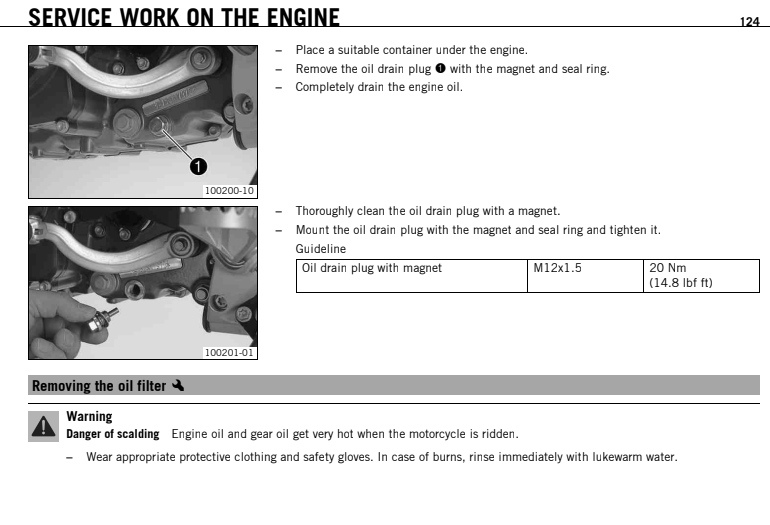 SERVICE WORK ON THE ENGINE 124
– Place a suitable container under the engine.
– Remove the oil drain plug ❶ with the magnet and seal ring.
– Completely drain the engine oil.
❶
100200-10
– Thoroughly clean the oil drain plug with a magnet.
– Mount the oil drain plug with the magnet and seal ring and tighten it.
Guideline
Oil drain plug with magnet M12x1.5 20 Nm
(14.8 lbf ft)
100201-01
Removing the oil filter
Warning
Danger of scalding Engine oil and gear oil get very hot when the motorcycle is ridden.
– Wear appropriate protective clothing and safety gloves. In case of burns, rinse immediately with lukewarm water.